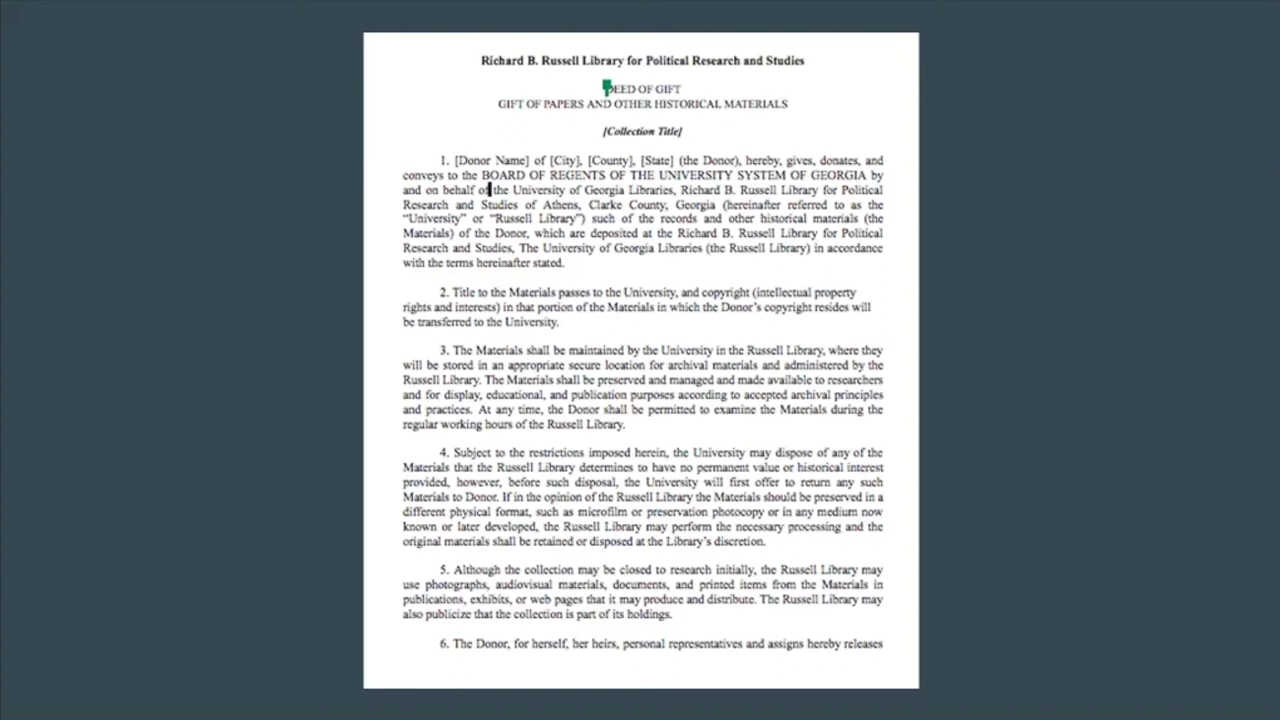 Richard B. Russell Library for Political Research and Studies
DEED OF GIFT
GIFT OF PAPERS AND OTHER HISTORICAL MATERIALS
[Collection Title]
1. [Donor Name] of [City], [County], [State] (the Donor), hereby, gives, donates, and
conveys to the BOARD OF REGENTS OF THE UNIVERSITY SYSTEM OF GEORGIA by
and on behalf of the University of Georgia Libraries, Richard B. Russell Library for Political
Research and Studies of Athens, Clarke County, Georgia (hereinafter referred to as the
“University” or “Russell Library”) such of the records and other historical materials (the
Materials) of the Donor, which are deposited at the Richard B. Russell Library for Political
Research and Studies, The University of Georgia Libraries (the Russell Library) in accordance
with the terms hereinafter stated.
2. Title to the Materials passes to the University, and copyright (intellectual property
rights and interests) in that portion of the Materials in which the Donor’s copyright resides will
be transferred to the University.
3. The Materials shall be maintained by the University in the Russell Library, where they
will be stored in an appropriate secure location for archival materials and administered by the
Russell Library. The Materials shall be preserved and managed and made available to researchers
and for display, educational, and publication purposes according to accepted archival principles
and practices. At any time, the Donor shall be permitted to examine the Materials during the
regular working hours of the Russell Library.
4. Subject to the restrictions imposed herein, the University may dispose of any of the
Materials that the Russell Library determines to have no permanent value or historical interest
provided, however, before such disposal, the University will first offer to return any such
Materials to Donor. If in the opinion of the Russell Library the Materials should be preserved in a
different physical format, such as microfilm or preservation photocopy or in any medium now
known or later developed, the Russell Library may perform the necessary processing and the
original materials shall be retained or disposed at the Library’s discretion.
5. Although the collection may be closed to research initially, the Russell Library may
use photographs, audiovisual materials, documents, and printed items from the Materials in
publications, exhibits, or web pages that it may produce and distribute. The Russell Library may
also publicize that the collection is part of its holdings.
6. The Donor, for herself, her heirs, personal representatives and assigns hereby releases